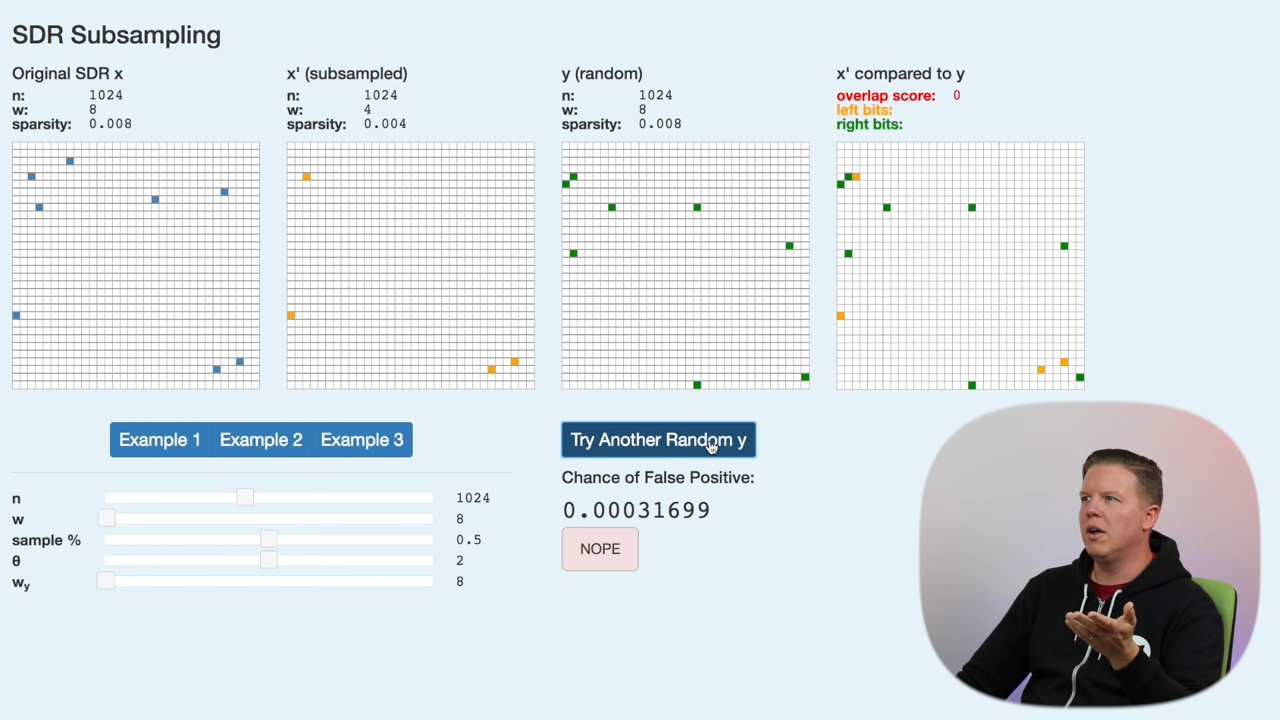 SDR Subsampling
Original SDR x
n: 1024
w: 8
sparsity: 0.008
x' (subsampled)
n: 1024
w: 4
sparsity: 0.004
y (random)
n: 1024
w: 8
sparsity: 0.008
x' compared to y
overlap score: 0
left bits:
right bits:
Example 1 Example 2 Example 3
n 1024
w 8
sample % 0.5
θ 2
wy 8
Try Another Random y
Chance of False Positive:
0.00031699
NOPE